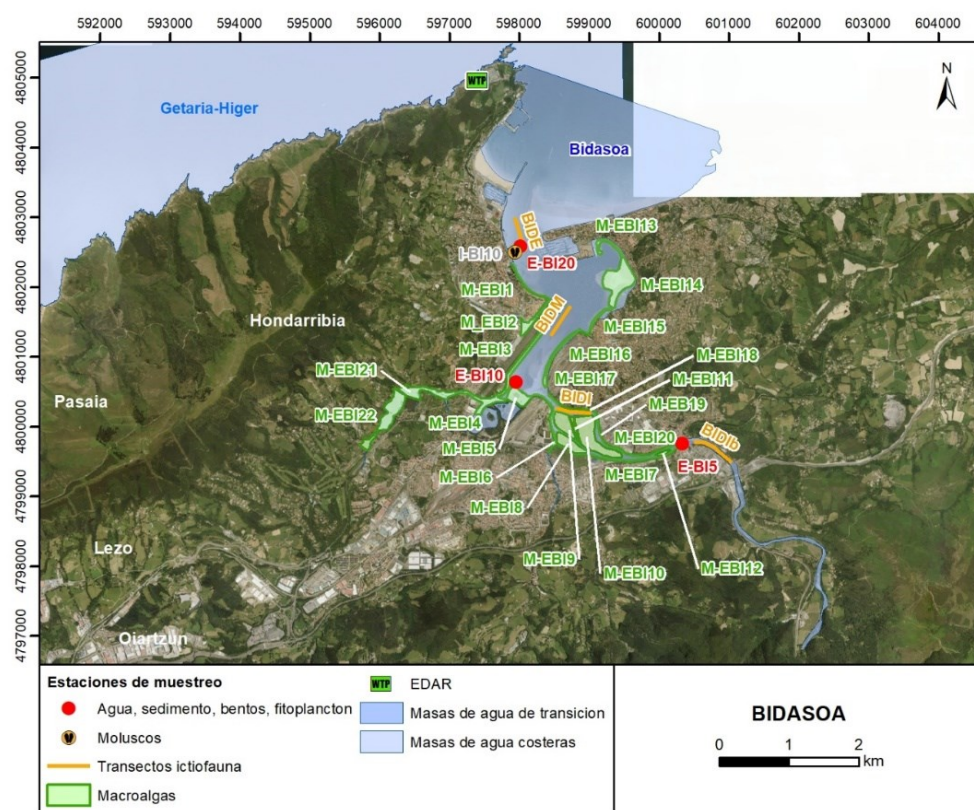 592000 593000 594000 595000 596000 597000 598000 599000 600000 601000 602000 603000 604000
4805000
4804000
4803000
4802000
4801000
4800000
4799000
4798000
4797000
N
WTP
Getaria-Higer
Bidasoa
M-EBI13
BIDE
I-BI10
E-BI20
M-EBI14
M-EBI1
M_EBI2
BIDM
M-EBI15
Hondarribia
M-EBI3
M-EBI16
M-EBI18
E-BI10
M-EBI21
M-EBI17
M-EBI11
Pasaia
BIDI
M-EB19
M-EBI22
M-EBI4
M-EBI20
BIDIb
M-EBI5
E-BI5
M-EBI6
M-EBI7
M-EBI8
Lezo
M-EBI9
M-EBI10
M-EBI12
Oiartzun
Estaciones de muestreo
Agua, sedimento, bentos, fitoplancton
Moluscos
Transectos ictiofauna
Macroalgas
WTP EDAR
Masas de agua de transicion
Masas de agua costeras
BIDASOA
0 1 2
km